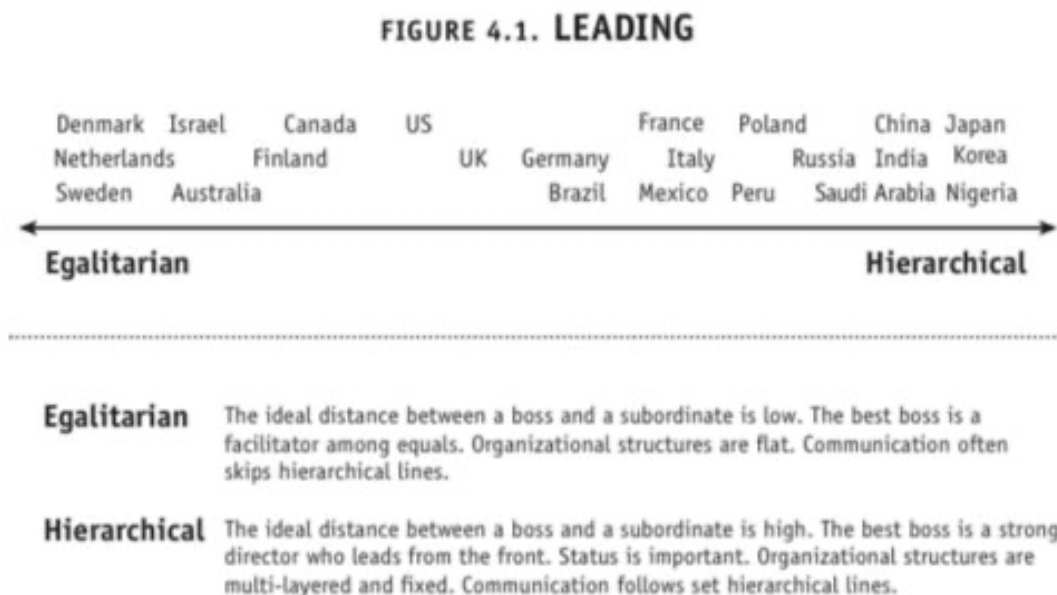 FIGURE 4.1. LEADING
Denmark Israel Canada US France Poland China Japan
Netherlands Finland UK Germany Italy Russia India Korea
Sweden Australia Brazil Mexico Peru Saudi Arabia Nigeria
Egalitarian Hierarchical
Egalitarian The ideal distance between a boss and a subordinate is low. The best boss is a
facilitator among equals. Organizational structures are flat. Communication often
skips hierarchical lines.
Hierarchical The ideal distance between a boss and a subordinate is high. The best boss is a strong
director who leads from the front. Status is important. Organizational structures are
multi-layered and fixed. Communication follows set hierarchical lines.